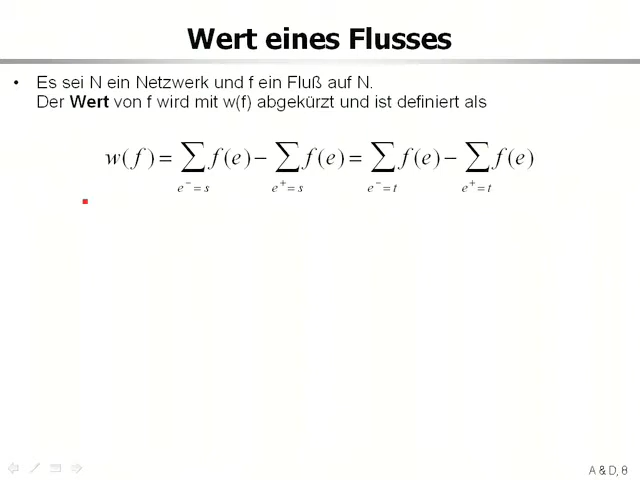 Wert eines Flusses
• Es sei N ein Netzwerk und f ein Fluß auf N.
Der Wert von f wird mit w(f) abgekürzt und ist definiert als
w(f) = ∑_{e⁻=s} f(e) − ∑_{e⁺=s} f(e) = ∑_{e⁻=t} f(e) − ∑_{e⁺=t} f(e)
A & D, 8